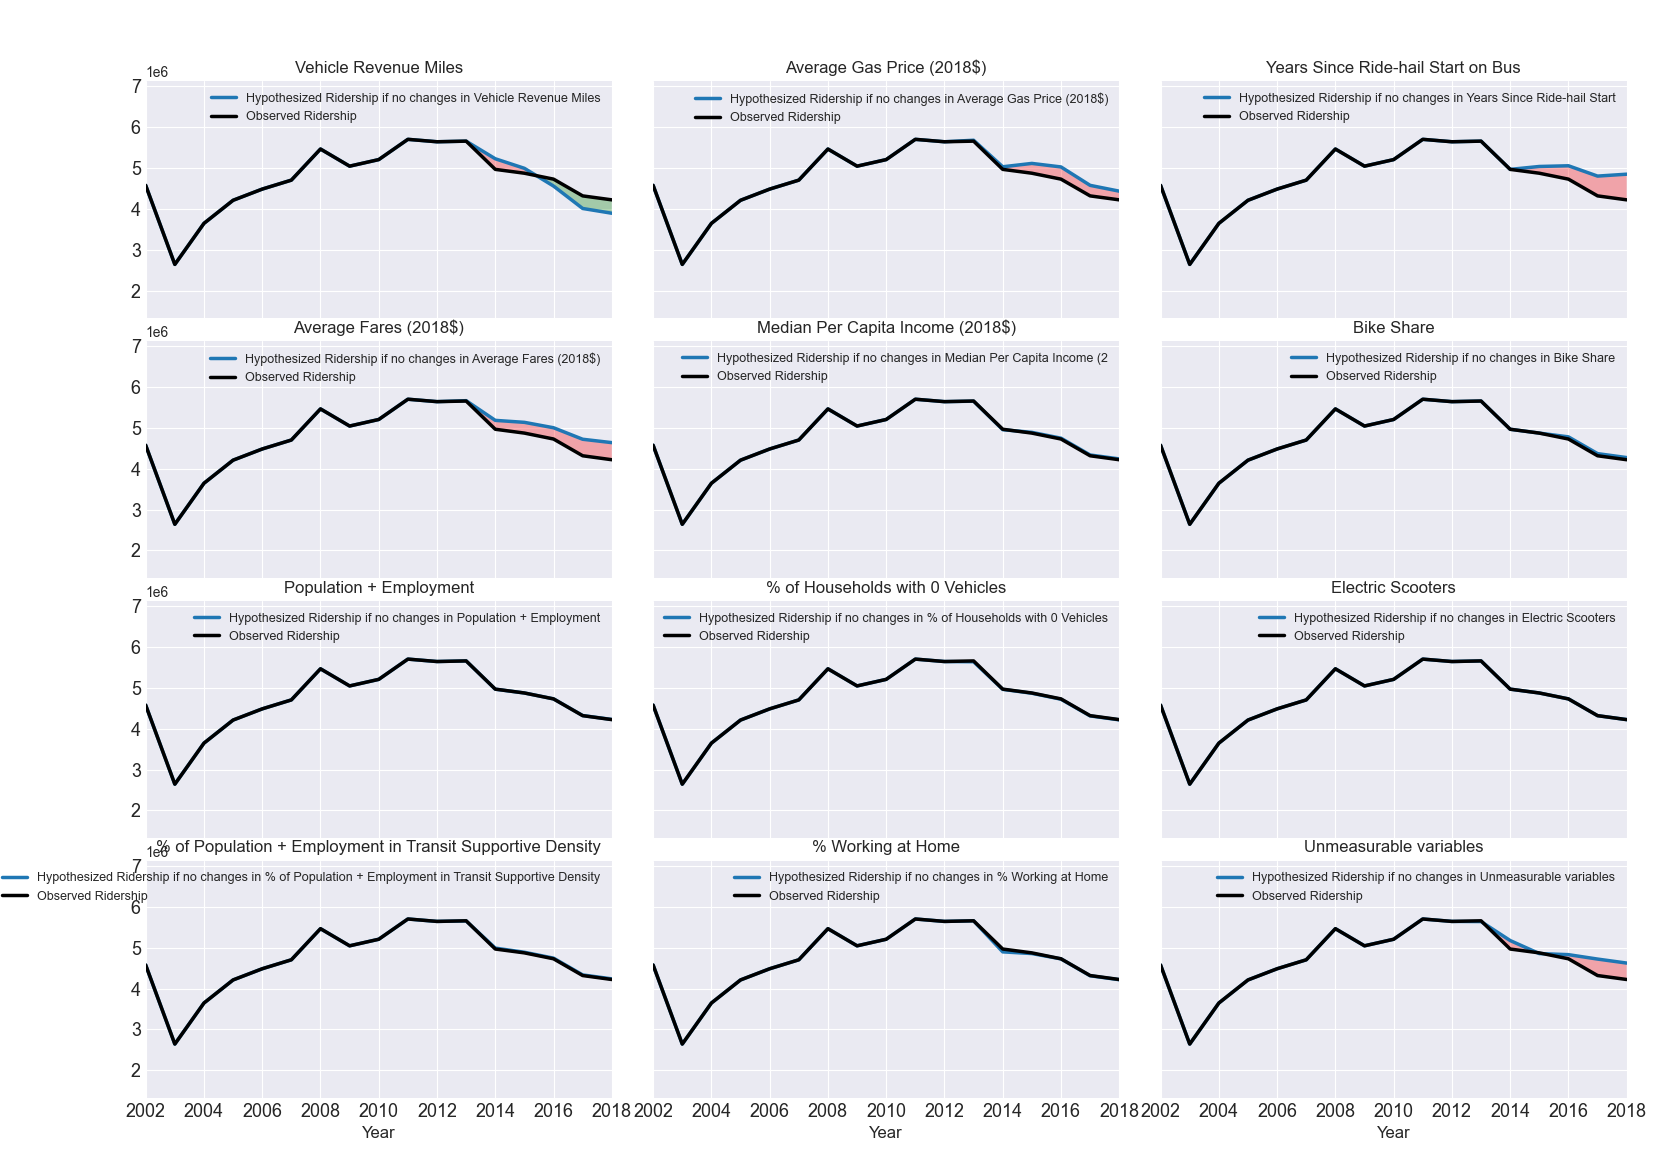 Vehicle Revenue Miles
1e6
Hypothesized Ridership if no changes in Vehicle Revenue Miles
Observed Ridership
7
6
5
4
3
2
Average Gas Price (2018$)
Hypothesized Ridership if no changes in Average Gas Price (2018$)
Observed Ridership
Years Since Ride-hail Start on Bus
Hypothesized Ridership if no changes in Years Since Ride-hail Start
Observed Ridership
Average Fares (2018$)
1e6
Hypothesized Ridership if no changes in Average Fares (2018$)
Observed Ridership
7
6
5
4
3
2
Median Per Capita Income (2018$)
Hypothesized Ridership if no changes in Median Per Capita Income (2
Observed Ridership
Bike Share
Hypothesized Ridership if no changes in Bike Share
Observed Ridership
Population + Employment
1e6
Hypothesized Ridership if no changes in Population + Employment
Observed Ridership
7
6
5
4
3
2
% of Households with 0 Vehicles
Hypothesized Ridership if no changes in % of Households with 0 Vehicles
Observed Ridership
Electric Scooters
Hypothesized Ridership if no changes in Electric Scooters
Observed Ridership
% of Population + Employment in Transit Supportive Density
1e6
Hypothesized Ridership if no changes in % of Population + Employment in Transit Supportive Density
Observed Ridership
7
6
5
4
3
2
2002 2004 2006 2008 2010 2012 2014 2016 2018
Year
% Working at Home
Hypothesized Ridership if no changes in % Working at Home
Observed Ridership
2002 2004 2006 2008 2010 2012 2014 2016 2018
Year
Unmeasurable variables
Hypothesized Ridership if no changes in Unmeasurable variables
Observed Ridership
2002 2004 2006 2008 2010 2012 2014 2016 2018
Year